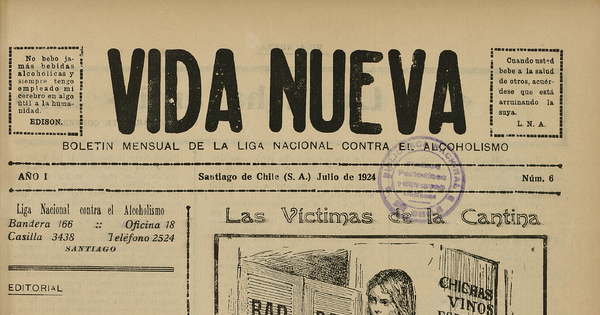 No bebo ja-
más bebidas
alcohólicas y
siempre tengo
empleado mi
cerebro en algo
útil a la huma-
nidad.
EDISON.
VIDA NUEVA
Cuando usted
bebe a la salud
de otros, acuér-
dese que está
arruinando la
suya.
L. N. A.
BOLETIN MENSUAL DE LA LIGA NACIONAL CONTRA EL ALCOHOLISMO
AÑO I
Santiago de Chile (S. A.) Julio de 1924
Núm. 6
Liga Nacional contra el Alcoholismo
Bandera 166 :: Oficina 18
Casilla 3438 Teléfono 2524
SANTIAGO
EDITORIAL
Las Víctimas de la Cantina
BAR
CHICHAS
VINOS